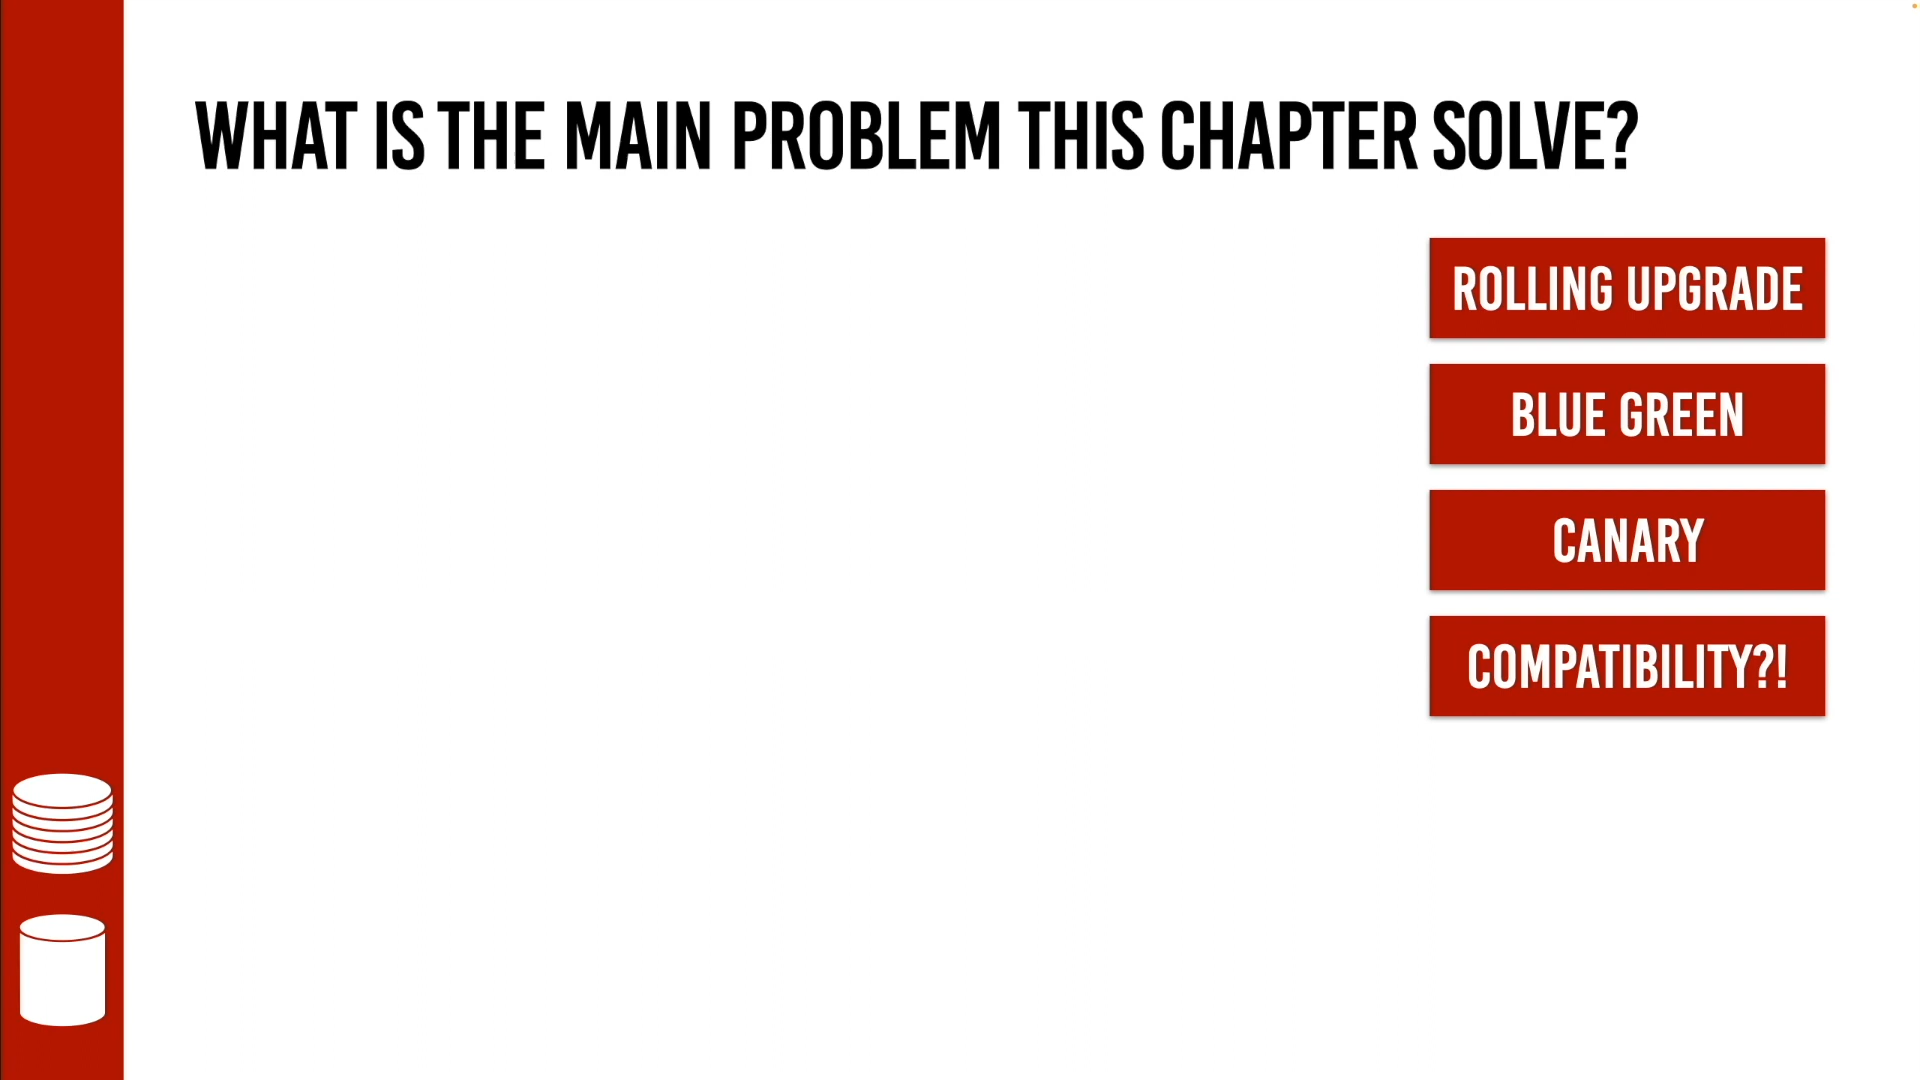 WHAT IS THE MAIN PROBLEM THIS CHAPTER SOLVE?
ROLLING UPGRADE
BLUE GREEN
CANARY
COMPATIBILITY?!